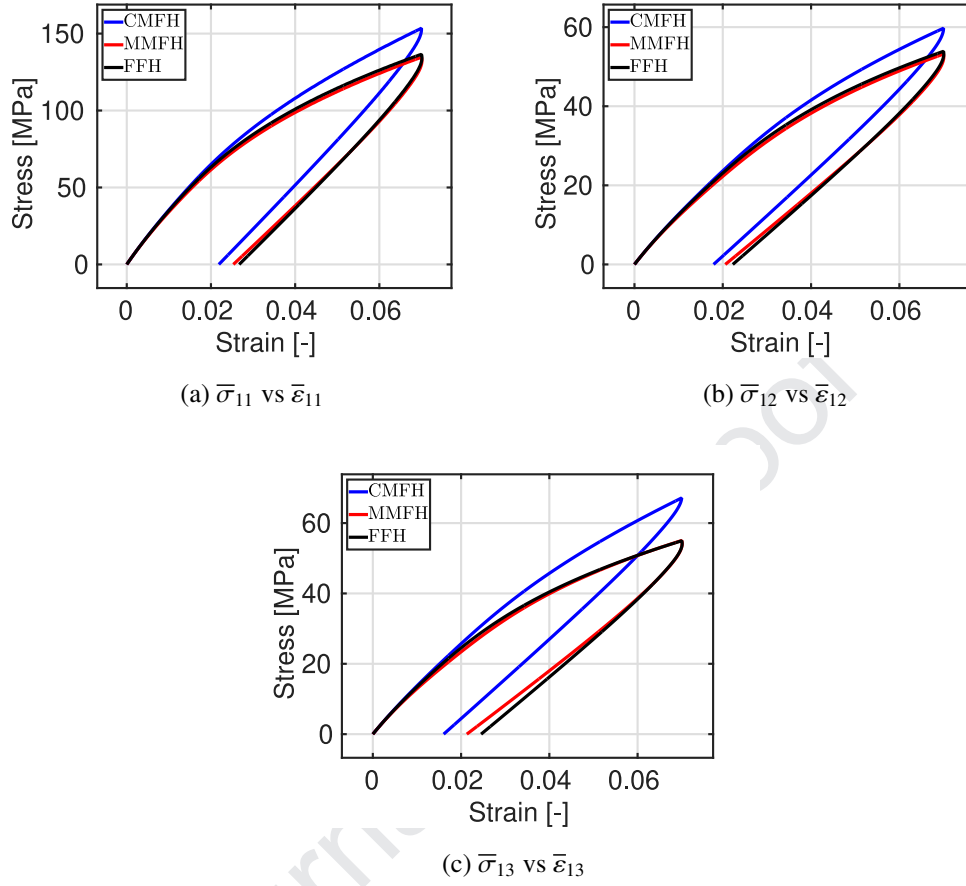 CMFH
MMFH
FFH
150
100
50
0
Stress [MPa]
0 0.02 0.04 0.06
Strain [-]
(a) σ̅₁₁ vs ε̅₁₁
CMFH
MMFH
FFH
60
40
20
0
Stress [MPa]
0 0.02 0.04 0.06
Strain [-]
(b) σ̅₁₂ vs ε̅₁₂
CMFH
MMFH
FFH
60
40
20
0
Stress [MPa]
0 0.02 0.04 0.06
Strain [-]
(c) σ̅₁₃ vs ε̅₁₃